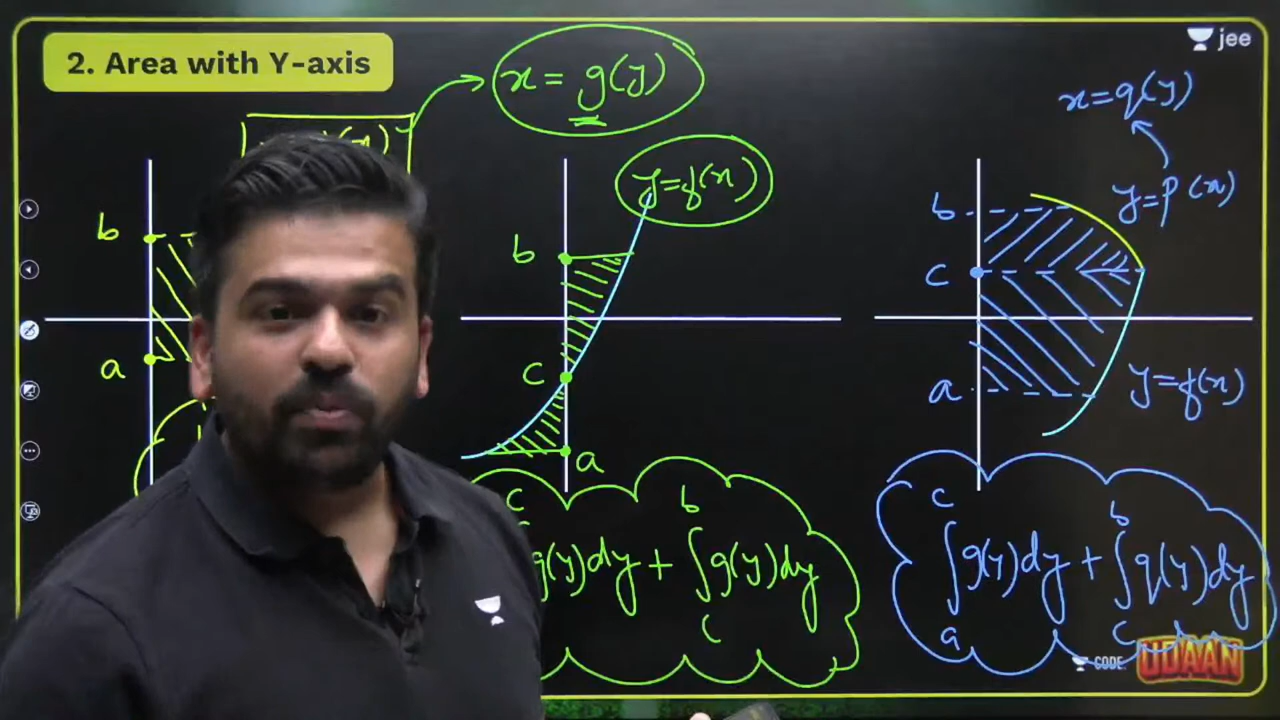 2. Area with Y-axis
jee
x = g(y)
x = q(y)
y = f(x)
y = p(x)
b
a
b
c
a
b
c
a
y = f(x)
c
g(y)dy + ∫ g(y)dy
b
c
c
∫ g(y)dy + ∫ q(y)dy
b
a
c
CODE:
UDAAN